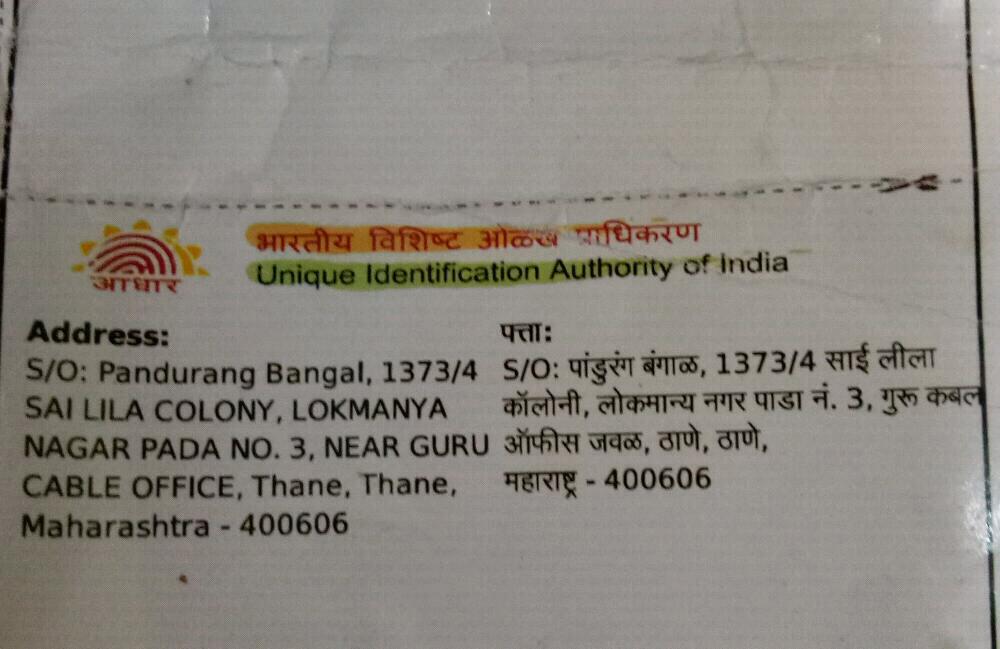 भारतीय विशिष्ट ओळख प्राधिकरण
Unique Identification Authority of India
आधार
Address:
S/O: Pandurang Bangal, 1373/4
SAI LILA COLONY, LOKMANYA
NAGAR PADA NO. 3, NEAR GURU
CABLE OFFICE, Thane, Thane,
Maharashtra - 400606
पत्ता:
S/O: पांडुरंग बंगाळ, 1373/4 साई लीला
कॉलोनी, लोकमान्य नगर पाडा नं. 3, गुरू कबल
ऑफीस जवळ, ठाणे, ठाणे,
महाराष्ट्र - 400606